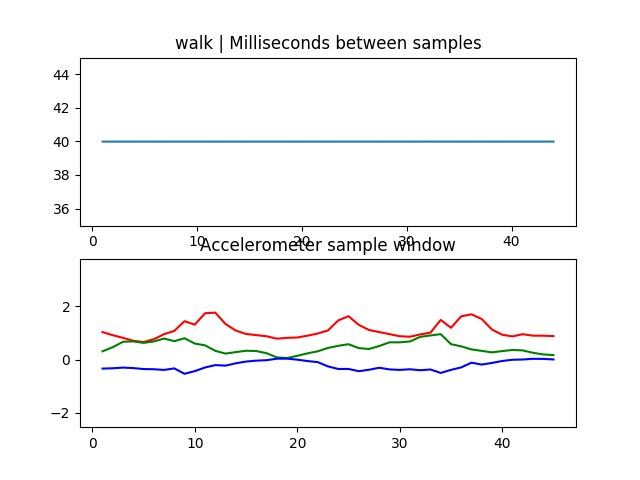 walk | Milliseconds between samples
44
42
40
38
36
0 10 20 30 40
Accelerometer sample window
2
0
−2
0 10 20 30 40